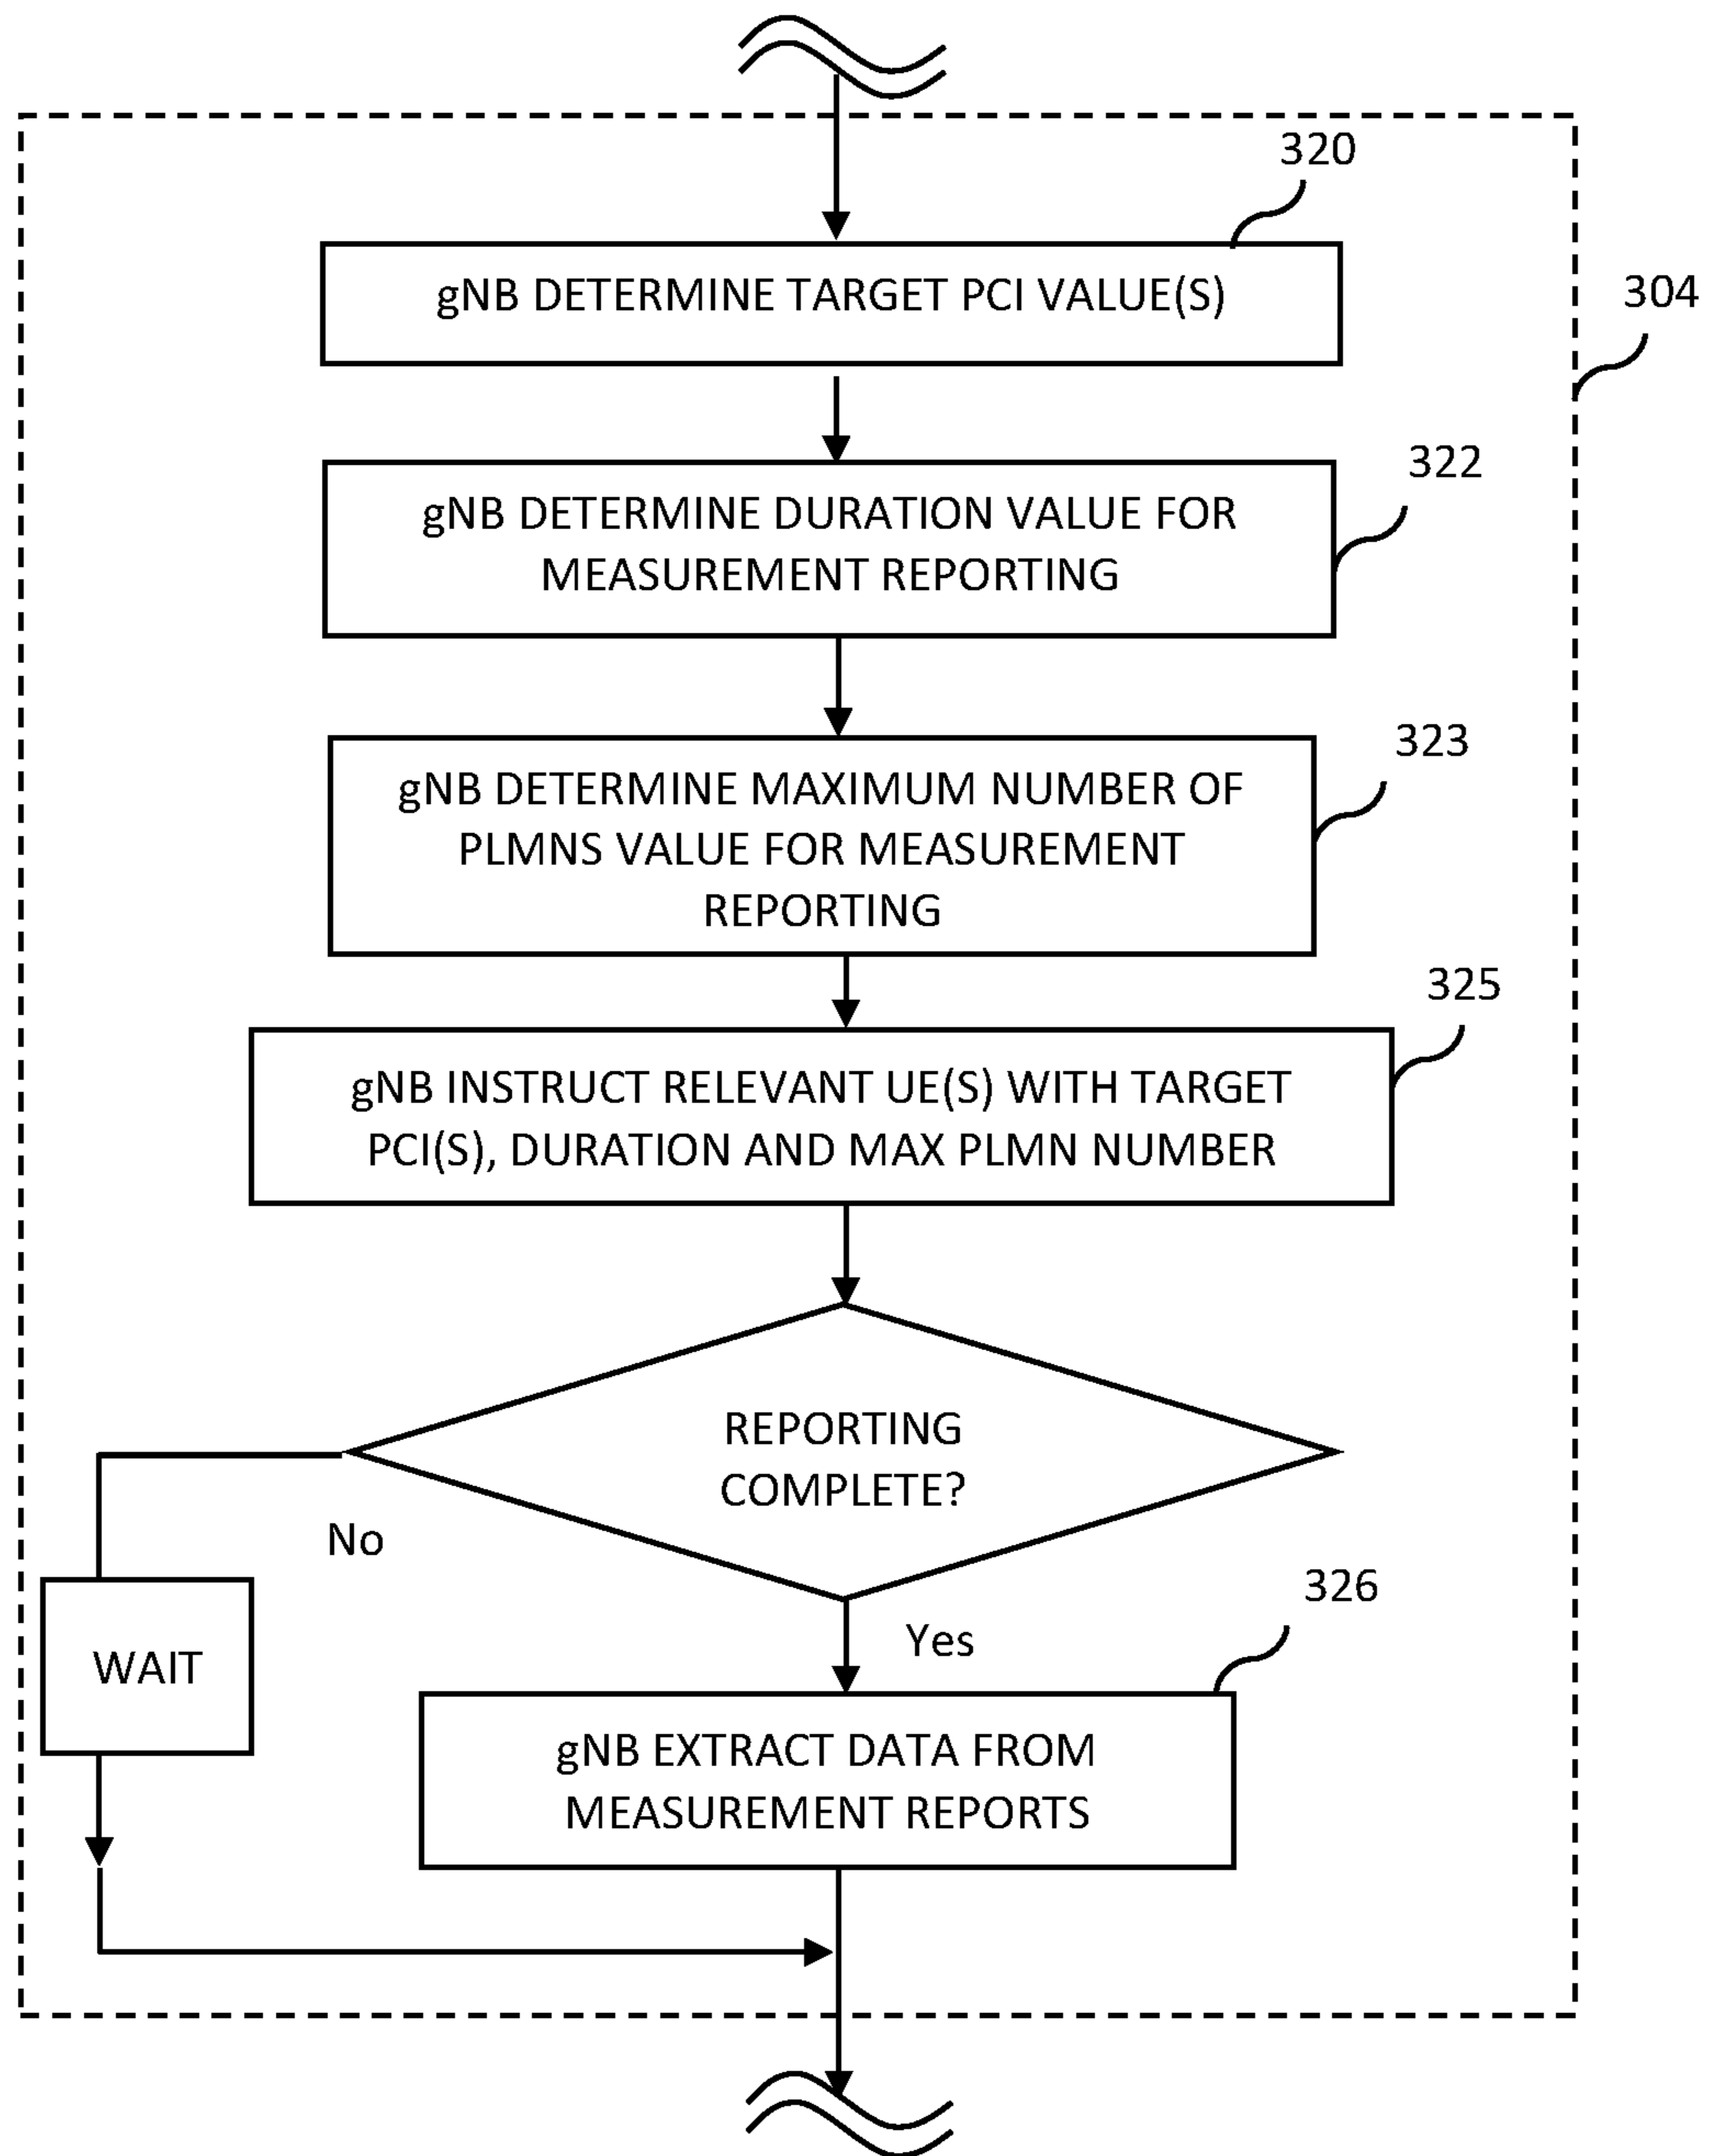 320
gNB DETERMINE TARGET PCI VALUE(S)
304
322
gNB DETERMINE DURATION VALUE FOR
MEASUREMENT REPORTING
323
gNB DETERMINE MAXIMUM NUMBER OF
PLMNS VALUE FOR MEASUREMENT
REPORTING
325
gNB INSTRUCT RELEVANT UE(S) WITH TARGET
PCI(S), DURATION AND MAX PLMN NUMBER
REPORTING
COMPLETE?
No
326
Yes
WAIT
gNB EXTRACT DATA FROM
MEASUREMENT REPORTS